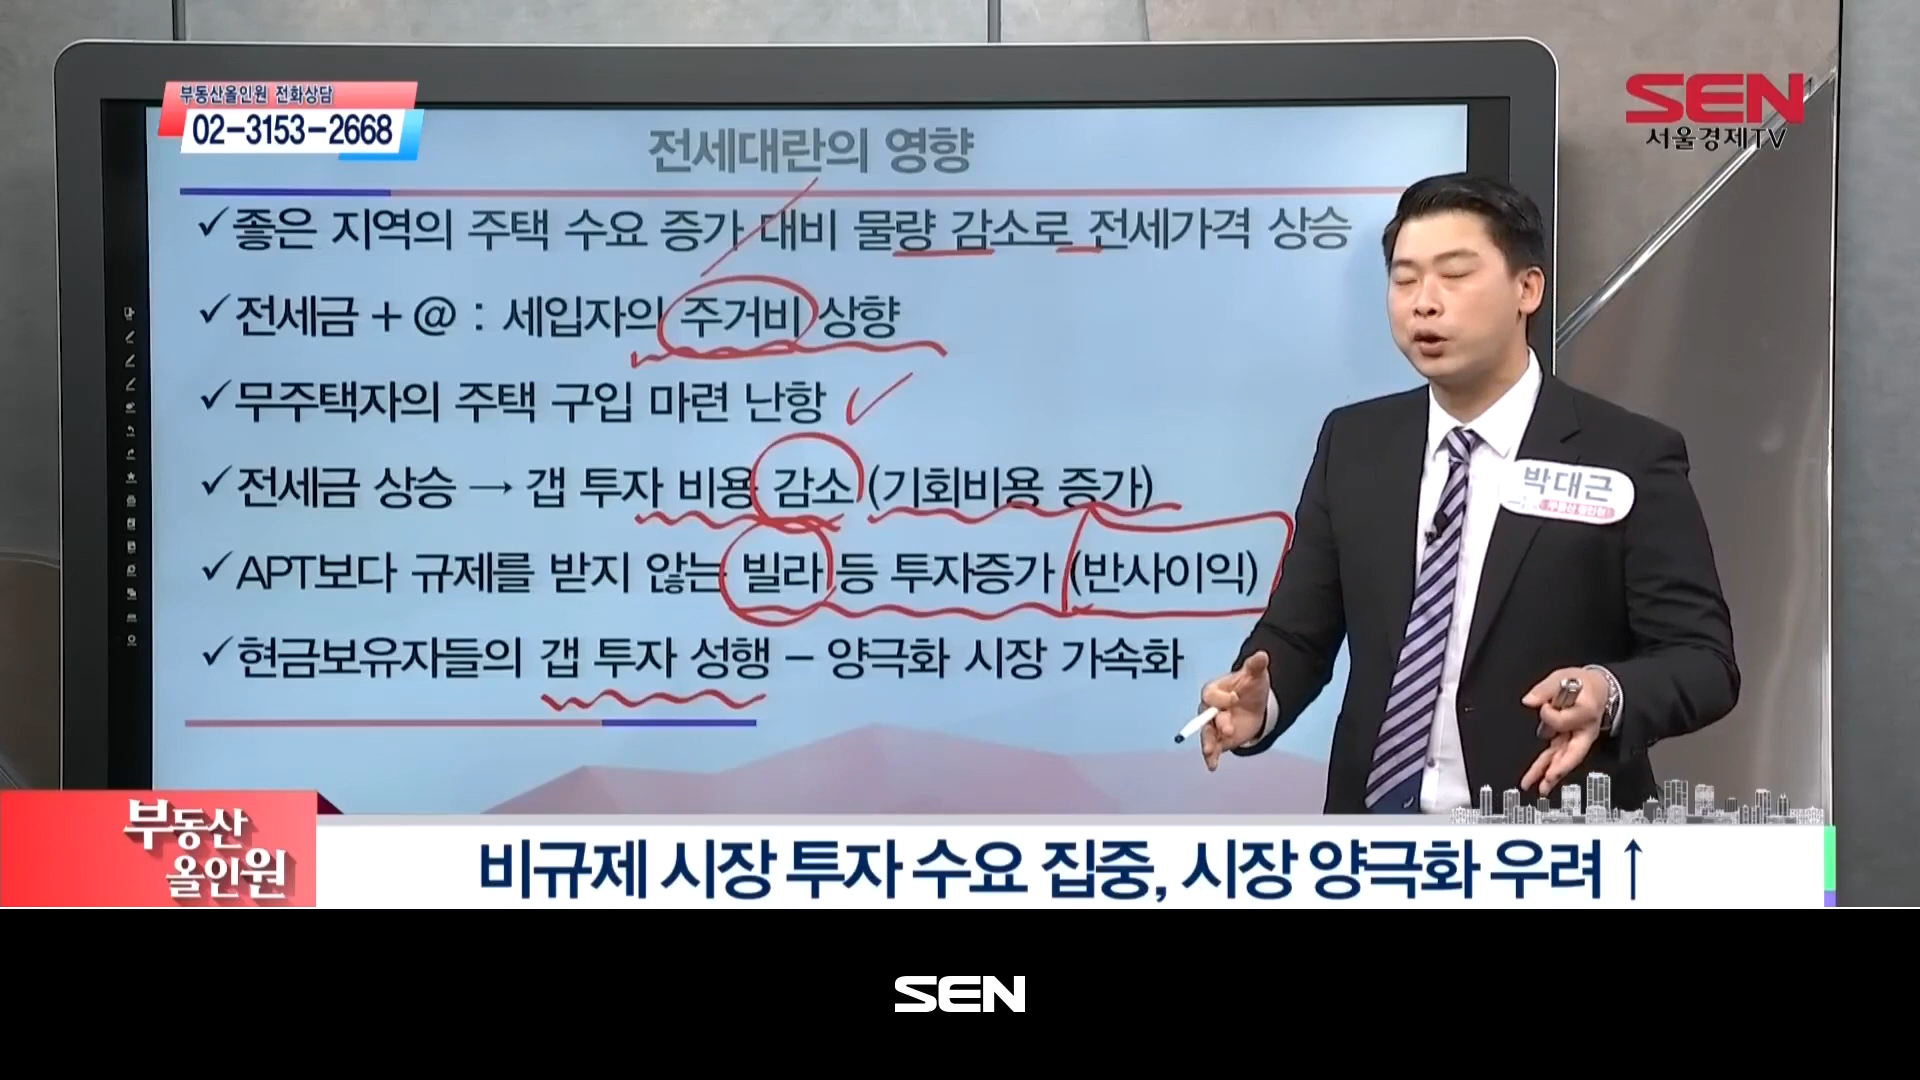 부동산올인원 전화상담
02-3153-2668
SEN
서울경제TV
전세대란의 영향
✓좋은 지역의 주택 수요 증가 대비 물량 감소로 전세가격 상승
✓전세금 + @ : 세입자의 주거비 상향
✓무주택자의 주택 구입 마련 난항
✓전세금 상승 → 갭 투자 비용 감소 (기회비용 증가)
✓APT보다 규제를 받지 않는 빌라 등 투자증가 (반사이익)
✓현금보유자들의 갭 투자 성행 – 양극화 시장 가속화
박대근
부동산
올인원
비규제 시장 투자 수요 집중, 시장 양극화 우려↑
SEN